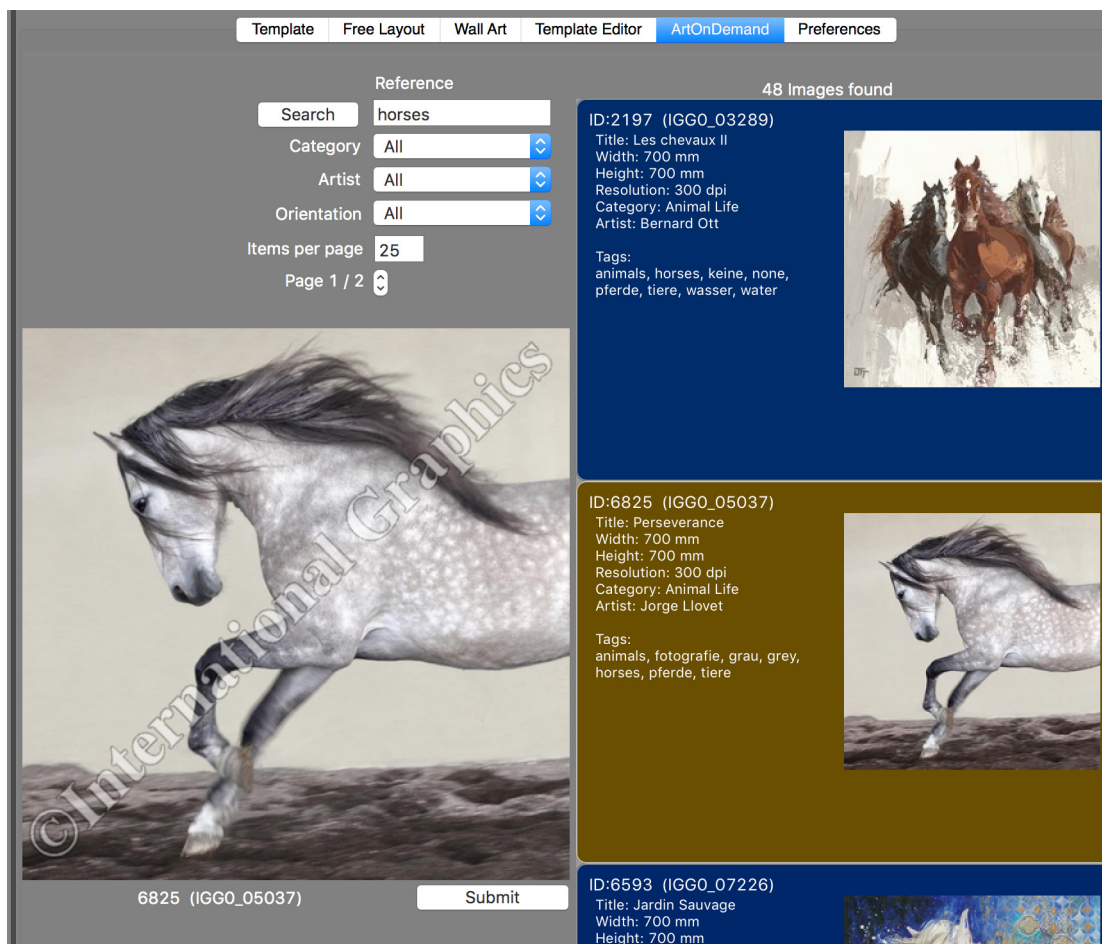 Template Free Layout Wall Art Template Editor ArtOnDemand Preferences
Reference
Search horses
Category All
Artist All
Orientation All
Items per page 25
Page 1 / 2
©International Graphics
6825 (IGG0_05037) Submit
48 Images found
ID:2197 (IGG0_03289)
Title: Les chevaux II
Width: 700 mm
Height: 700 mm
Resolution: 300 dpi
Category: Animal Life
Artist: Bernard Ott
Tags:
animals, horses, keine, none,
pferde, tiere, wasser, water
OTT
ID:6825 (IGG0_05037)
Title: Perseverance
Width: 700 mm
Height: 700 mm
Resolution: 300 dpi
Category: Animal Life
Artist: Jorge Llovet
Tags:
animals, fotografie, grau, grey,
horses, pferde, tiere
ID:6593 (IGG0_07226)
Title: Jardin Sauvage
Width: 700 mm
Height: 700 mm